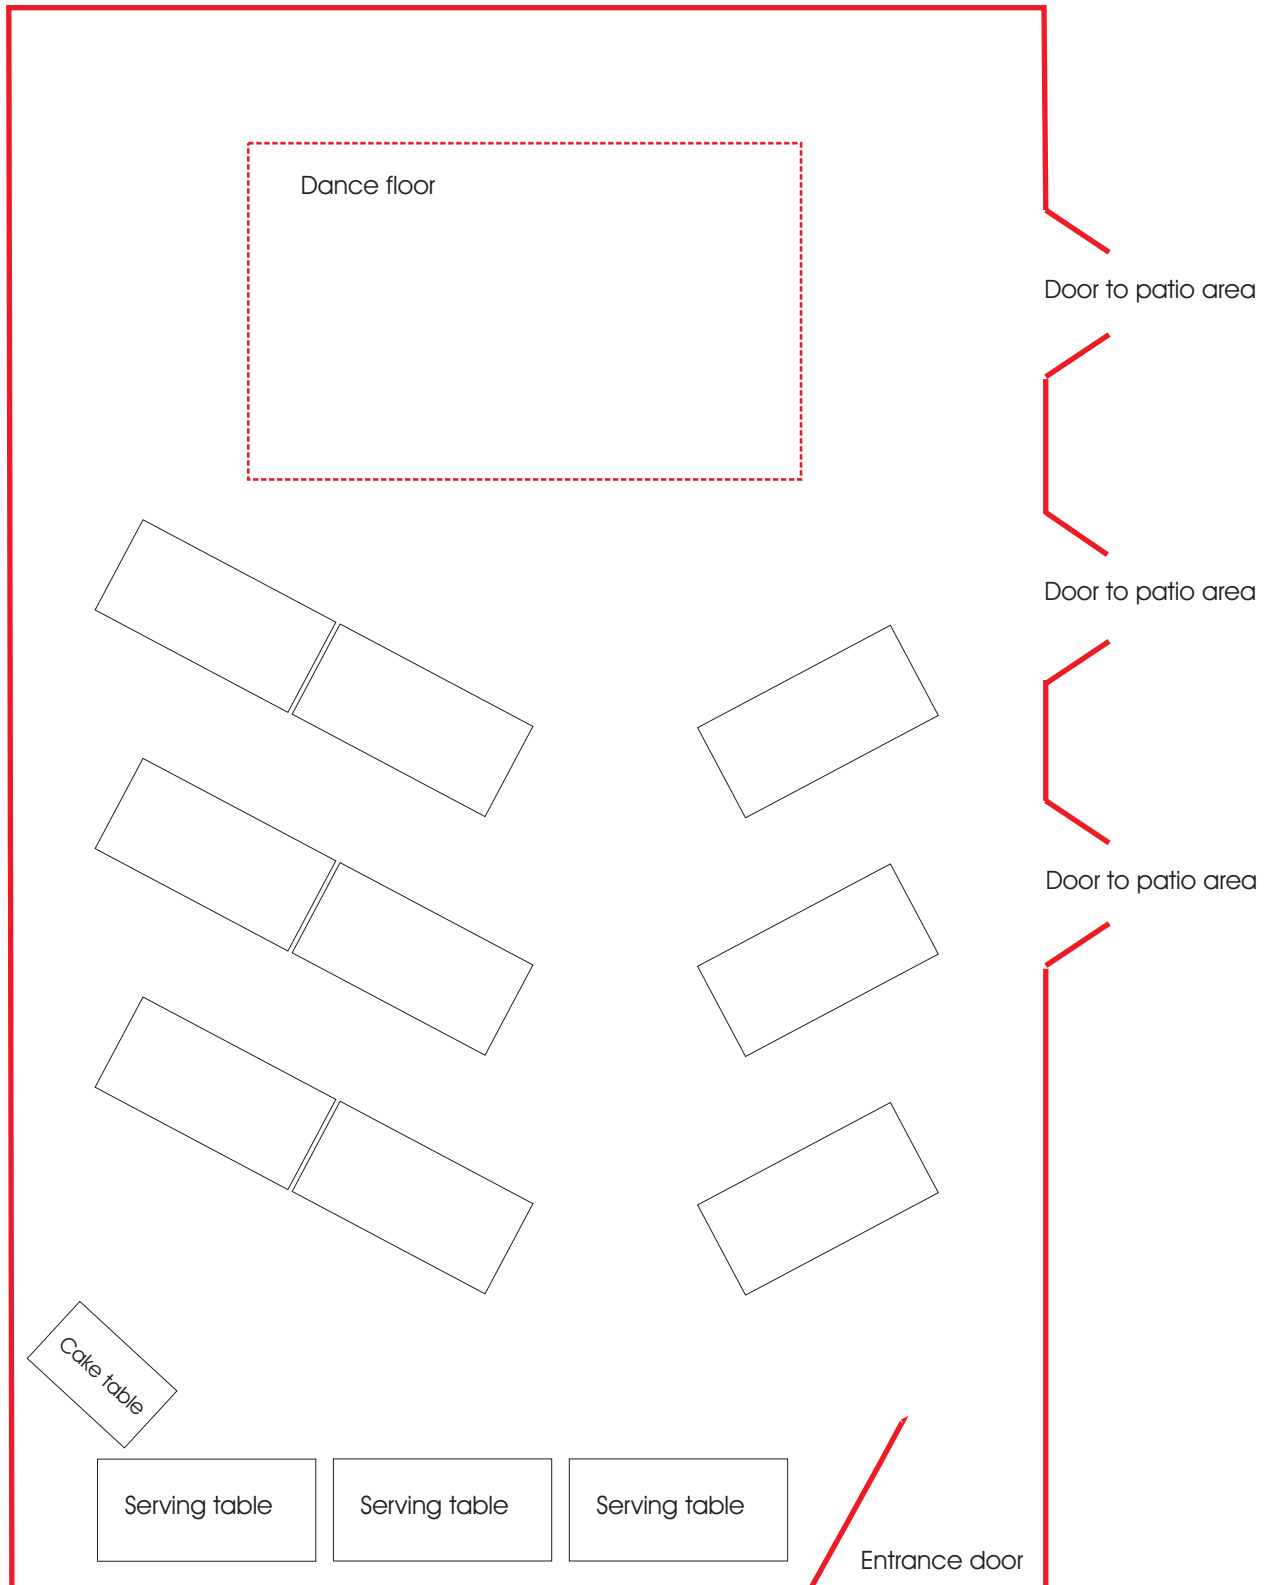 Dance floor
Door to patio area
Door to patio area
Door to patio area
Cake table
Serving table
Serving table
Serving table
Entrance door